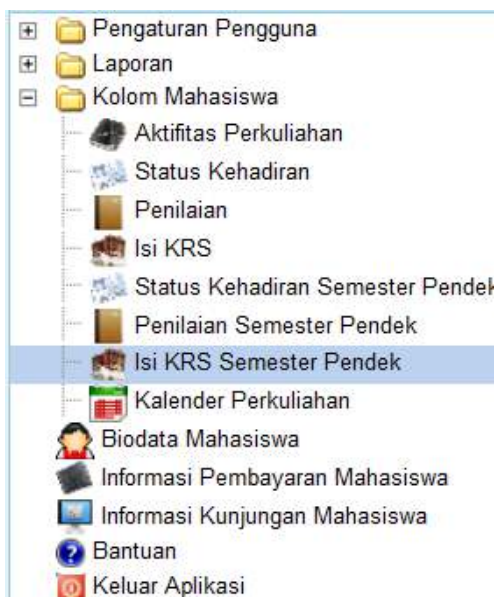 Pengaturan Pengguna
Laporan
Kolom Mahasiswa
Aktifitas Perkuliahan
Status Kehadiran
Penilaian
Isi KRS
Status Kehadiran Semester Pendek
Penilaian Semester Pendek
Isi KRS Semester Pendek
Kalender Perkuliahan
Biodata Mahasiswa
Informasi Pembayaran Mahasiswa
Informasi Kunjungan Mahasiswa
Bantuan
Keluar Aplikasi